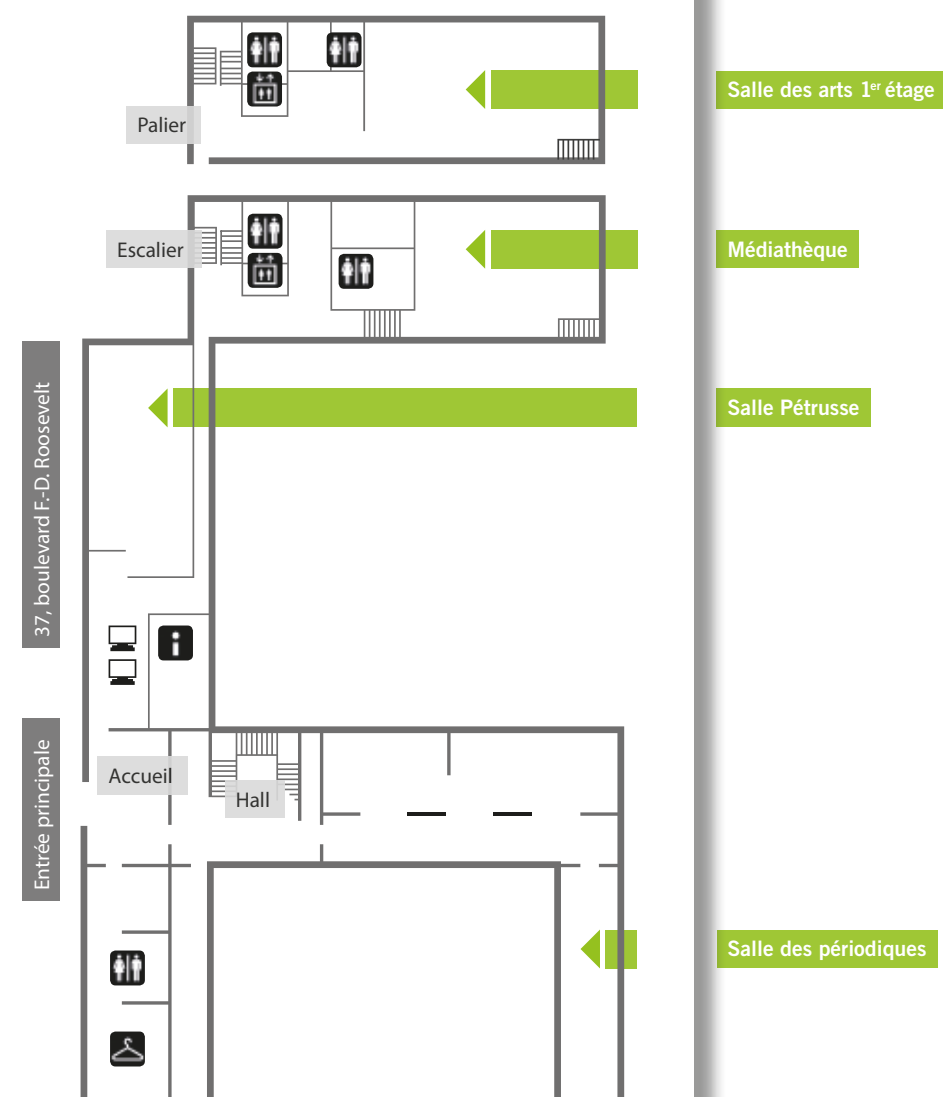 Salle des arts 1er étage
Palier
Escalier
Médiathèque
37, boulevard F.-D. Roosevelt
Salle Pétrusse
Entrée principale
Accueil
Hall
Salle des périodiques